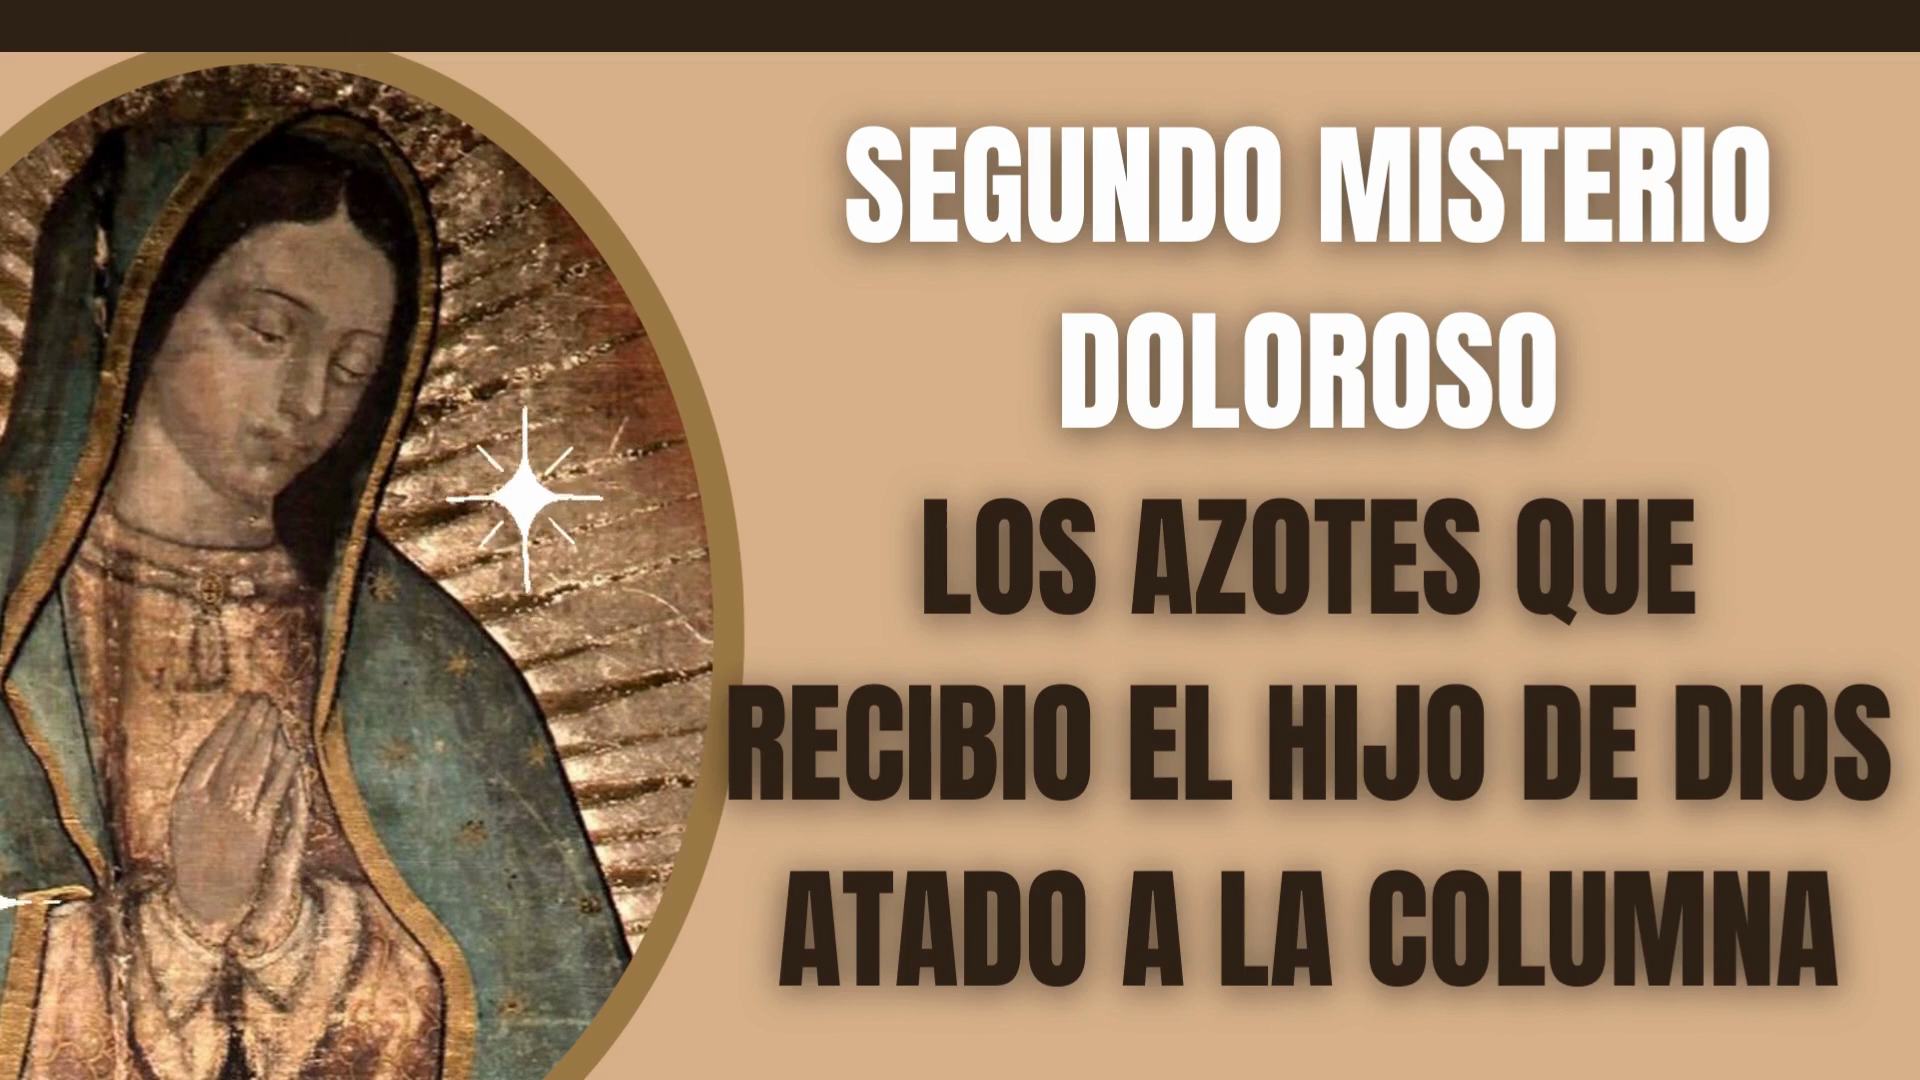 SEGUNDO MISTERIO
DOLOROSO
LOS AZOTES QUE
RECIBIO EL HIJO DE DIOS
ATADO A LA COLUMNA